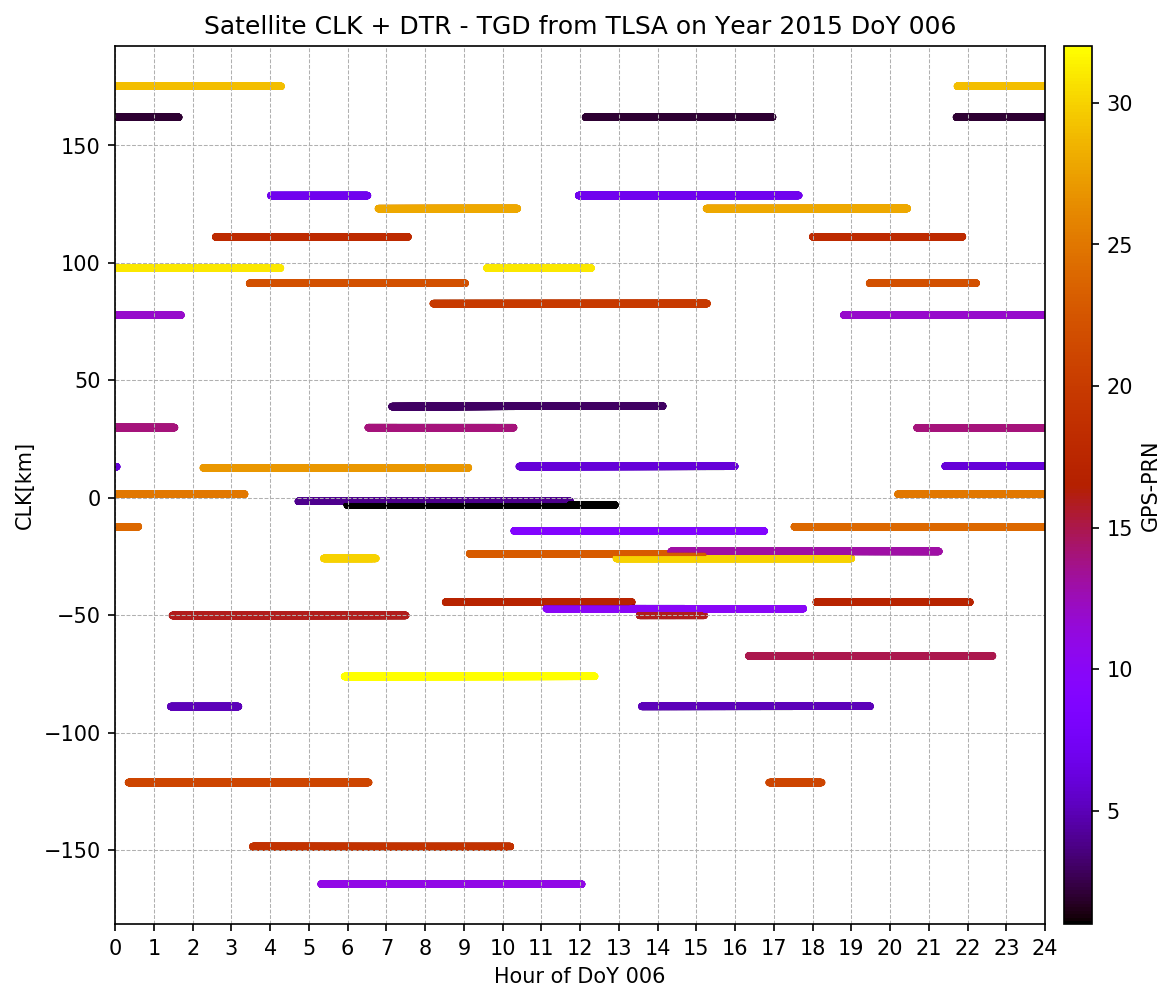 Satellite CLK + DTR - TGD from TLSA on Year 2015 DoY 006
150
100
50
0
−50
−100
−150
CLK[km]
0 1 2 3 4 5 6 7 8 9 10 11 12 13 14 15 16 17 18 19 20 21 22 23 24
Hour of DoY 006
30
25
20
15
10
5
GPS-PRN